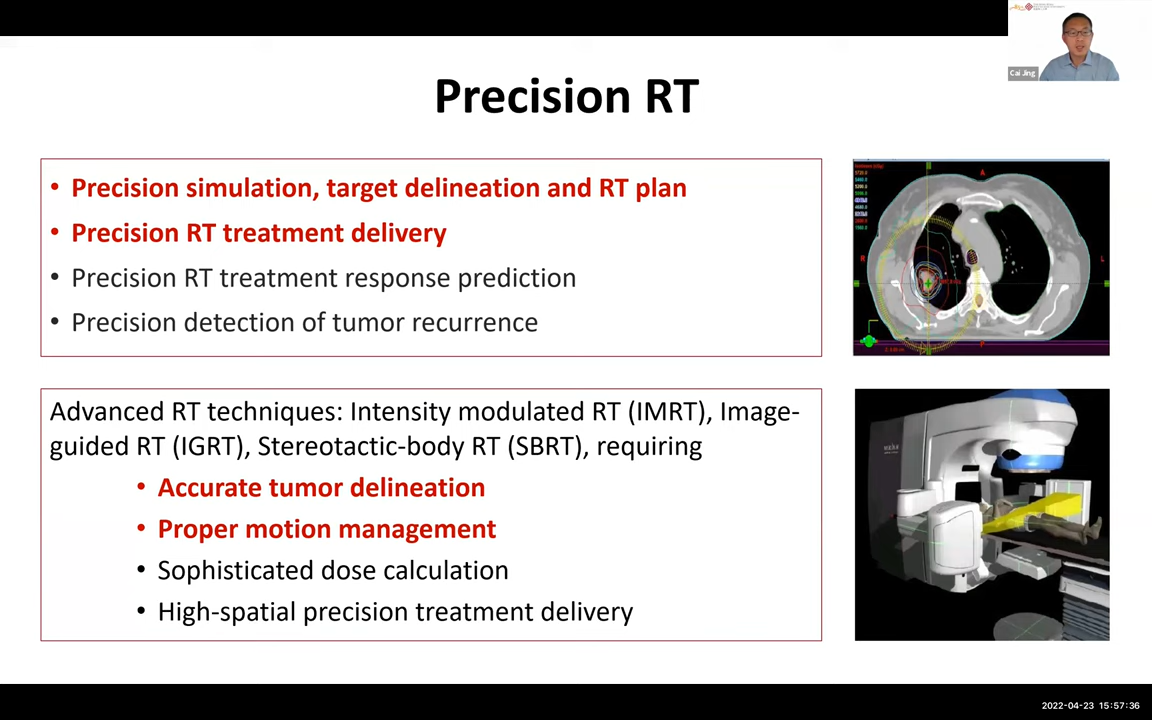 Cai Jing
Precision RT
• Precision simulation, target delineation and RT plan
• Precision RT treatment delivery
• Precision RT treatment response prediction
• Precision detection of tumor recurrence
Advanced RT techniques: Intensity modulated RT (IMRT), Image-
guided RT (IGRT), Stereotactic-body RT (SBRT), requiring
• Accurate tumor delineation
• Proper motion management
• Sophisticated dose calculation
• High-spatial precision treatment delivery
A
R
L
P
2022-04-23 15:57:36